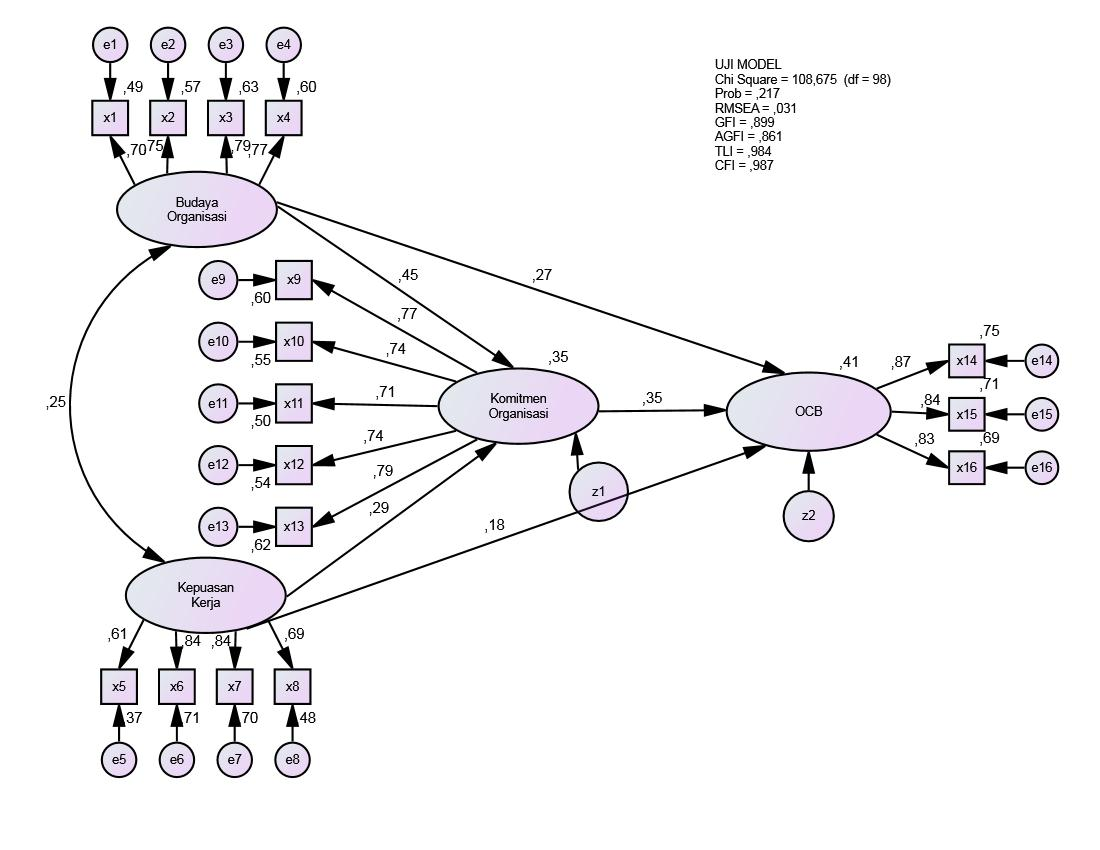 e1 e2 e3 e4
,49 ,57 ,63 ,60
x1 x2 x3 x4
,70 ,75 ,79 ,77
UJI MODEL
Chi Square = 108,675 (df = 98)
Prob = ,217
RMSEA = ,031
GFI = ,899
AGFI = ,861
TLI = ,984
CFI = ,987
Budaya
Organisasi
,45 ,27
e9 x9
,60 ,77
e10 x10
,55 ,74
e11 x11
,50 ,71
e12 x12
,54 ,74
e13 x13
,62 ,79
,25
,29
,18
,35
Komitmen
Organisasi
,35
z1
,41
OCB
z2
,87 ,75
x14 e14
,84 ,71
x15 e15
,83 ,69
x16 e16
Kepuasan
Kerja
,61 ,84 ,84 ,69
x5 x6 x7 x8
,37 ,71 ,70 ,48
e5 e6 e7 e8